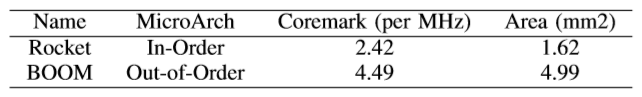 Name MicroArch Coremark (per MHz) Area (mm2)
Rocket In-Order 2.42 1.62
BOOM Out-of-Order 4.49 4.99